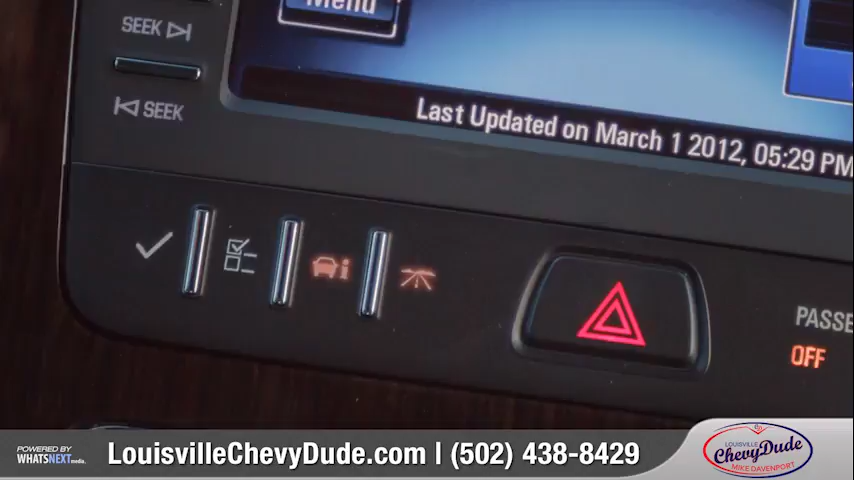 Menu
SEEK
SEEK
Last Updated on March 1 2012, 05:29 PM
PASSE
OFF
POWERED BY
WHATSNEXT media.
LouisvilleChevyDude.com | (502) 438-8429
LOUISVILLE
ChevyDude
MIKE DAVENPORT